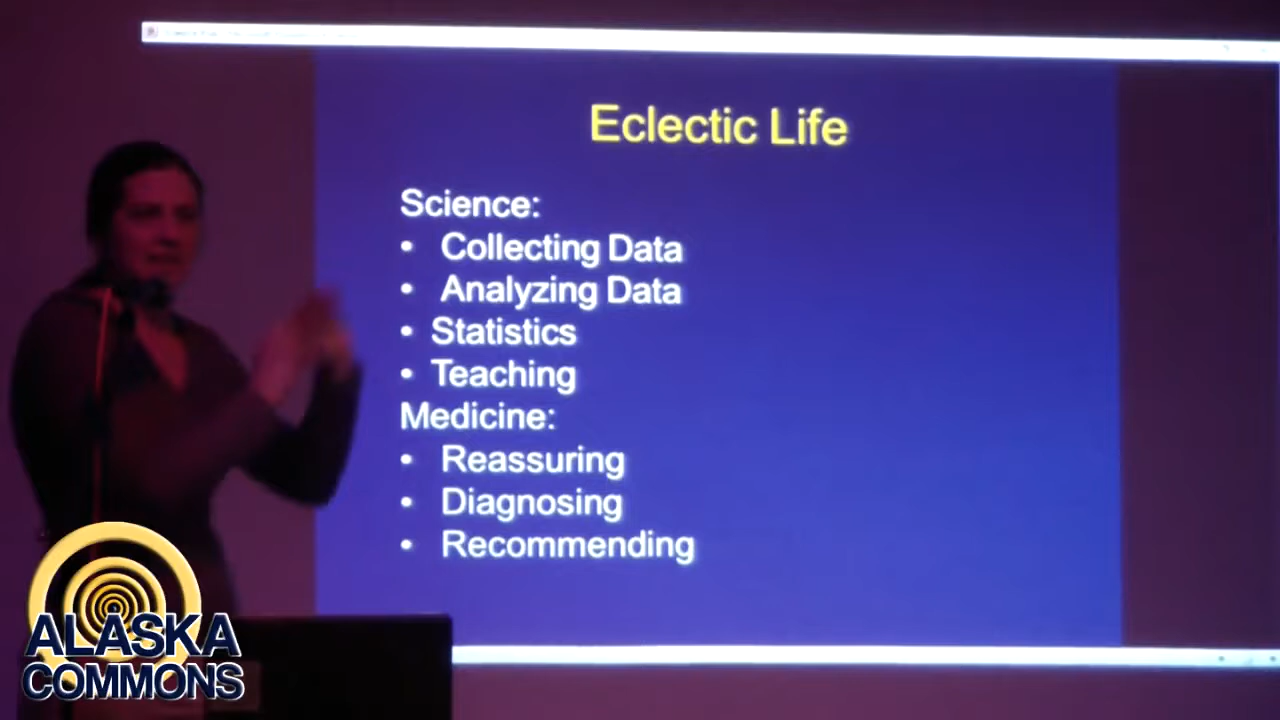 Eclectic Life
Science:
• Collecting Data
• Analyzing Data
• Statistics
• Teaching
Medicine:
• Reassuring
• Diagnosing
• Recommending
ALASKA
COMMONS